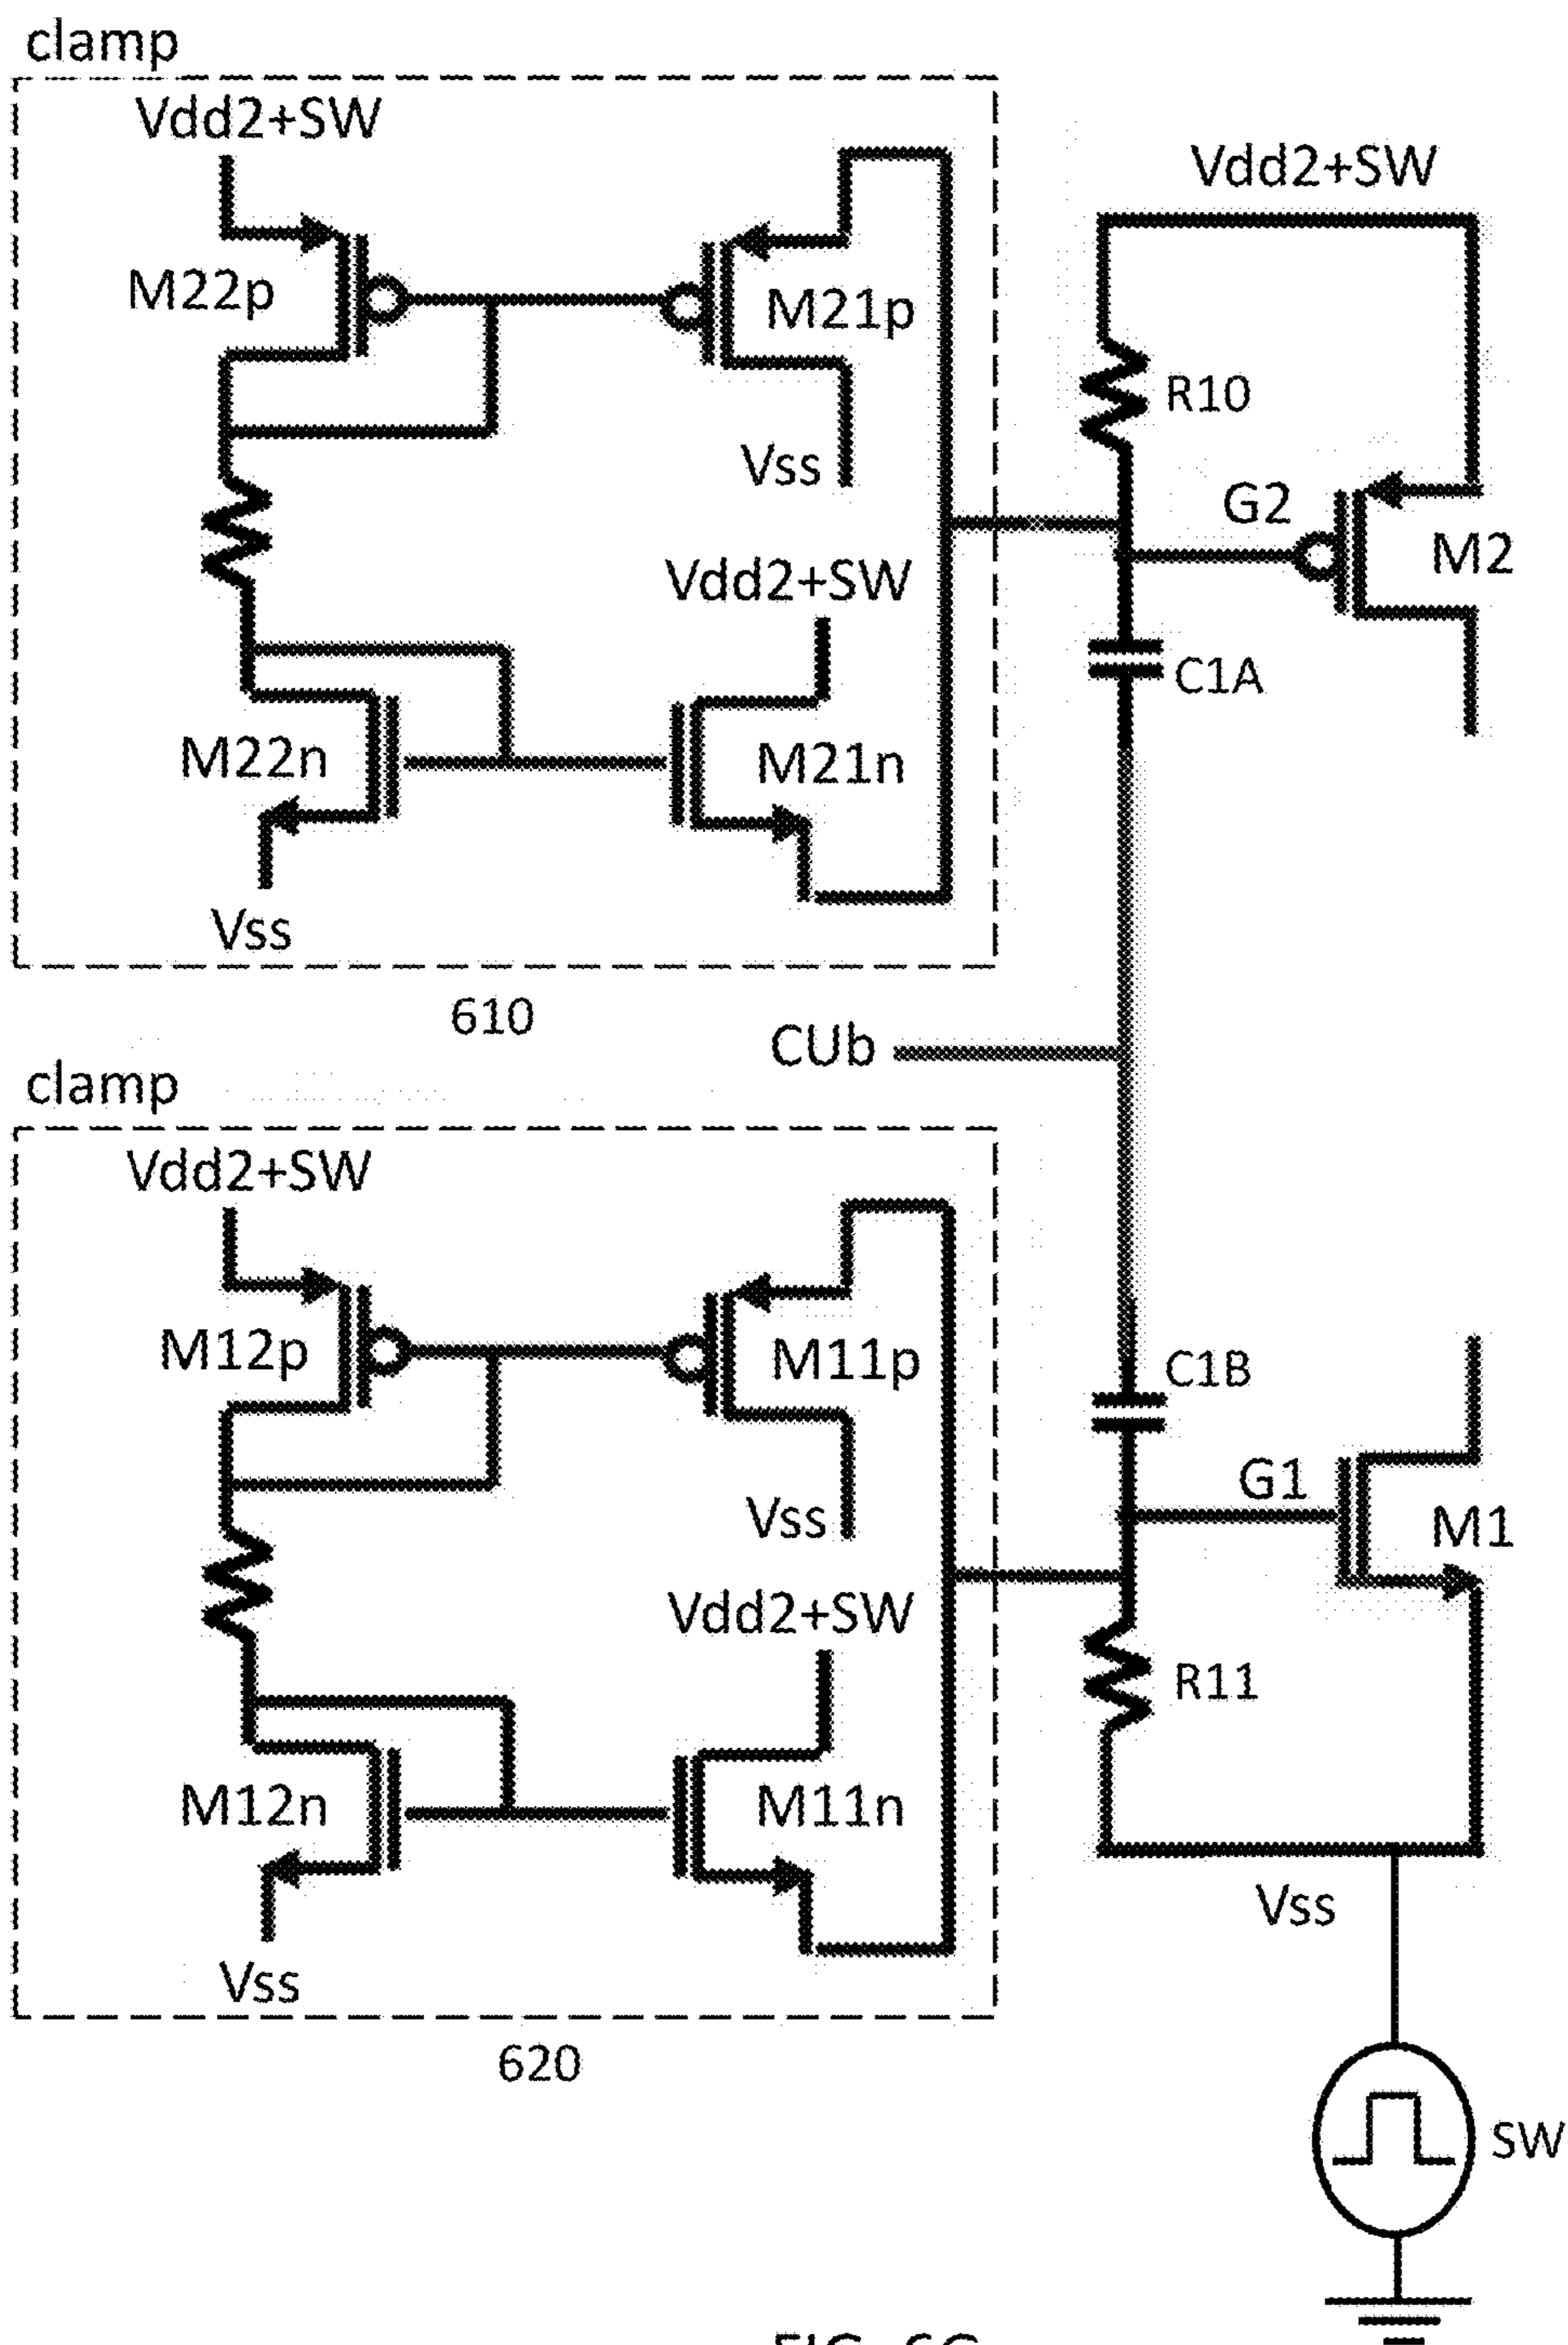 clamp
Vdd2+SW
Vdd2+SW
M22p
M21p
R10
Vss
G2
M2
Vdd2+SW
C1A
M22n
M21n
Vss
610
CUb
clamp
Vdd2+SW
M12p
M11p
C1B
G1
Vss
M1
Vdd2+SW
R11
M12n
M11n
Vss
Vss
620
SW